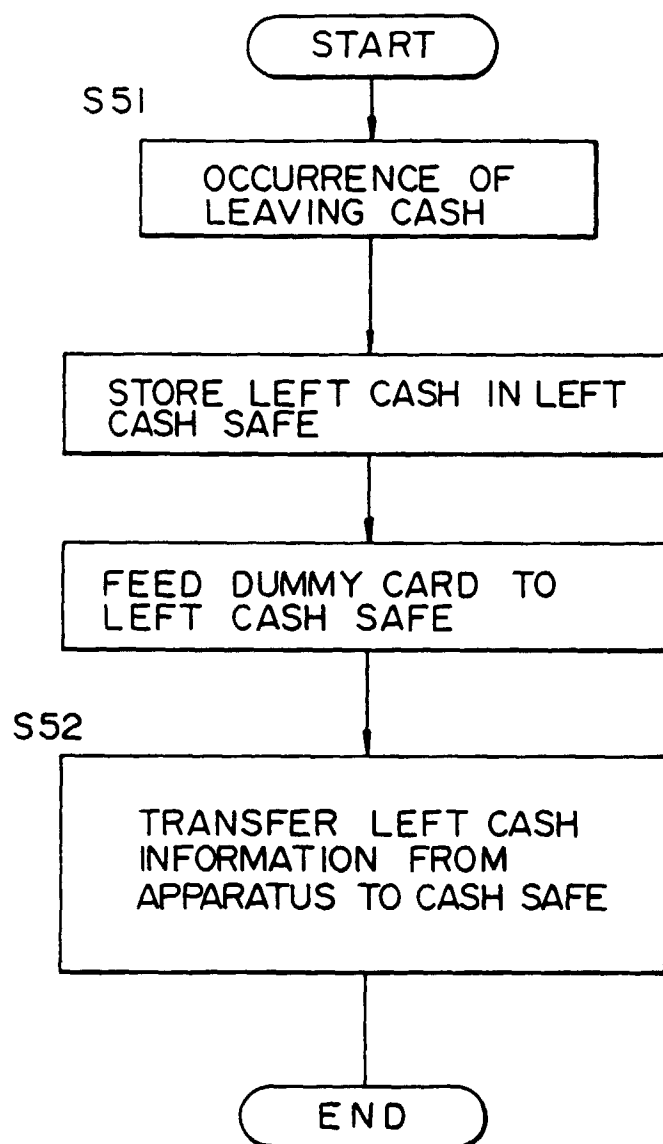 START
S51
OCCURRENCE OF
LEAVING CASH
STORE LEFT CASH IN LEFT
CASH SAFE
FEED DUMMY CARD TO
LEFT CASH SAFE
S52
TRANSFER LEFT CASH
INFORMATION FROM
APPARATUS TO CASH SAFE
END